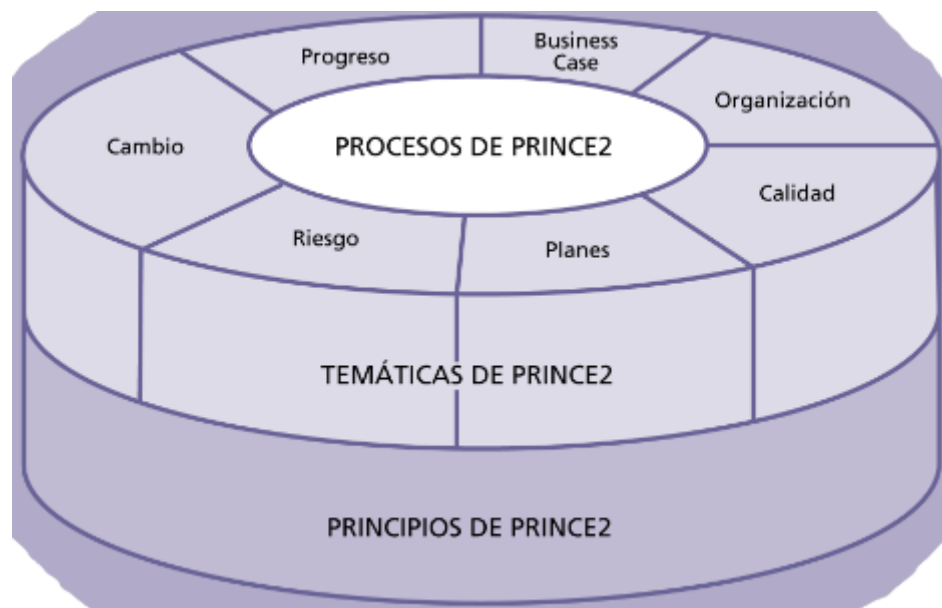 Progreso
Business
Case
Organización
Cambio
PROCESOS DE PRINCE2
Calidad
Riesgo
Planes
TEMÁTICAS DE PRINCE2
PRINCIPIOS DE PRINCE2